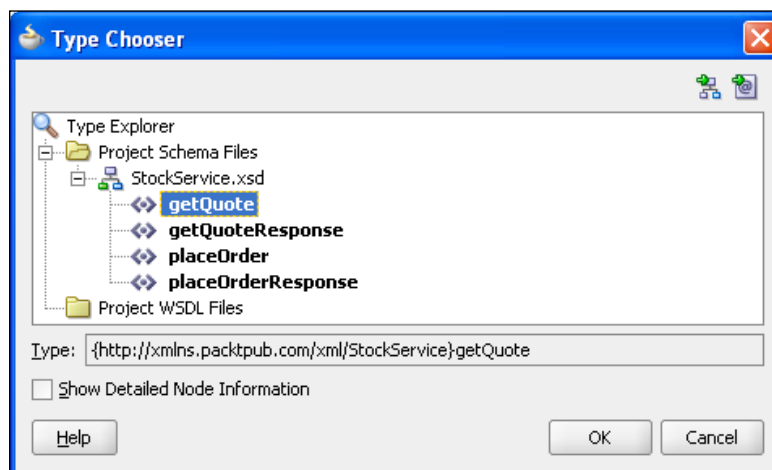 Type Chooser
Type Explorer
Project Schema Files
StockService.xsd
getQuote
getQuoteResponse
placeOrder
placeOrderResponse
Project WSDL Files
Type: {http://xmlns.packtpub.com/xml/StockService}getQuote
Show Detailed Node Information
Help OK Cancel